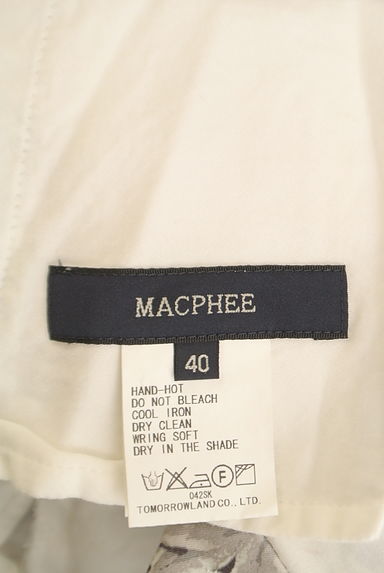 MACPHEE
40
HAND-HOT
DO NOT BLEACH
COOL IRON
DRY CLEAN
WRING SOFT
DRY IN THE SHADE
F
042SK
TOMORROWLAND CO., LTD.